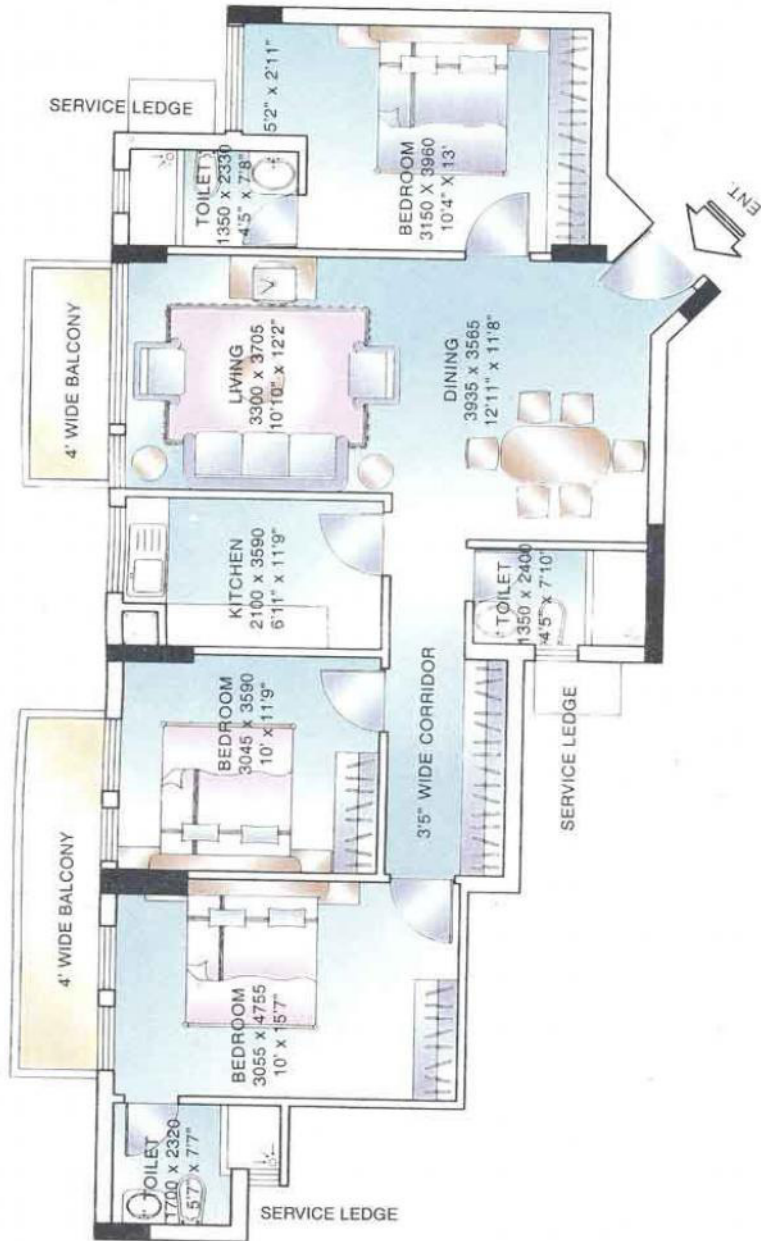 SERVICE LEDGE
5'2" x 2'11"
TOILET
1350 x 2330
4'5" x 7'8"
BEDROOM
3150 x 3960
10'4" x 13'
ENT.
4' WIDE BALCONY
LIVING
3300 x 3705
10'10" x 12'2"
DINING
3935 x 3565
12'11" x 11'8"
KITCHEN
2100 x 3590
6'11" x 11'9"
TOILET
1350 x 2400
4'5" x 7'10"
SERVICE LEDGE
4' WIDE BALCONY
BEDROOM
3045 x 3590
10' x 11'9"
3'5" WIDE CORRIDOR
BEDROOM
3055 x 4755
10' x 15'7"
TOILET
1700 x 2320
5'7" x 7'7"
SERVICE LEDGE